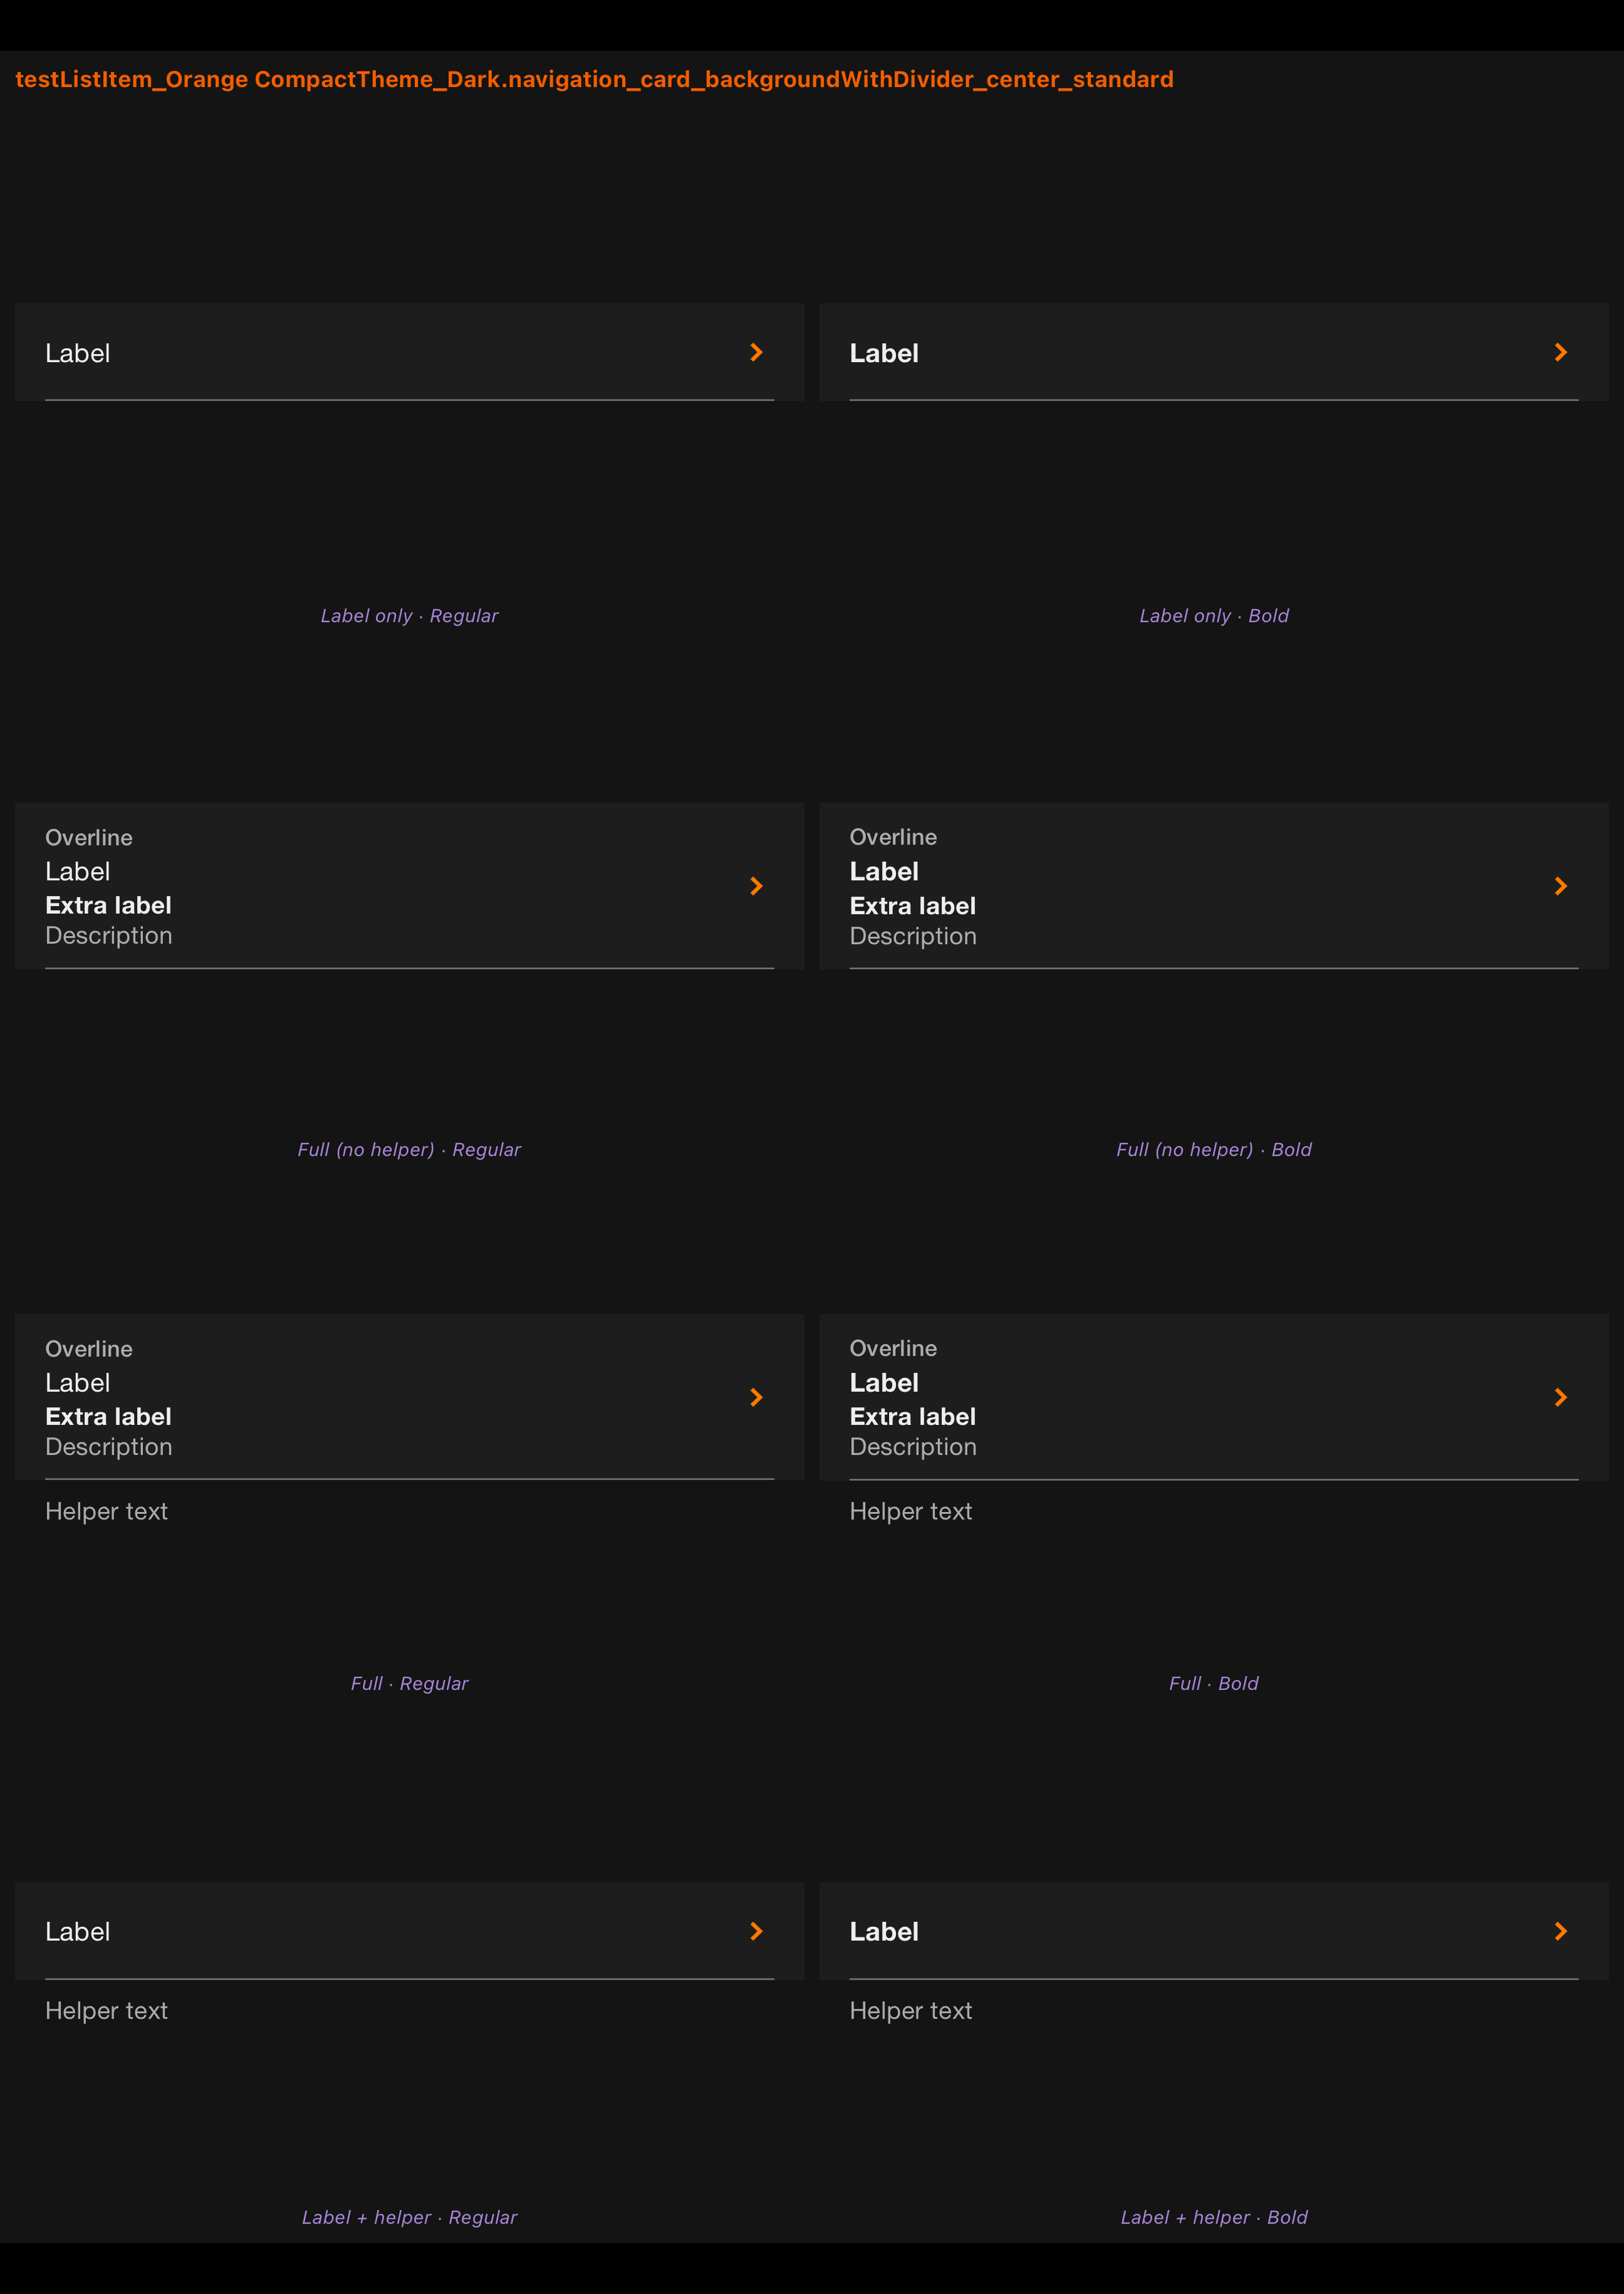 testListItem_Orange CompactTheme_Dark.navigation_card_backgroundWithDivider_center_standard
Label
Label
Label only · Regular
Label only · Bold
Overline
Label
Extra label
Description
Overline
Label
Extra label
Description
Full (no helper) · Regular
Full (no helper) · Bold
Overline
Label
Extra label
Description
Helper text
Overline
Label
Extra label
Description
Helper text
Full · Regular
Full · Bold
Label
Helper text
Label
Helper text
Label + helper · Regular
Label + helper · Bold